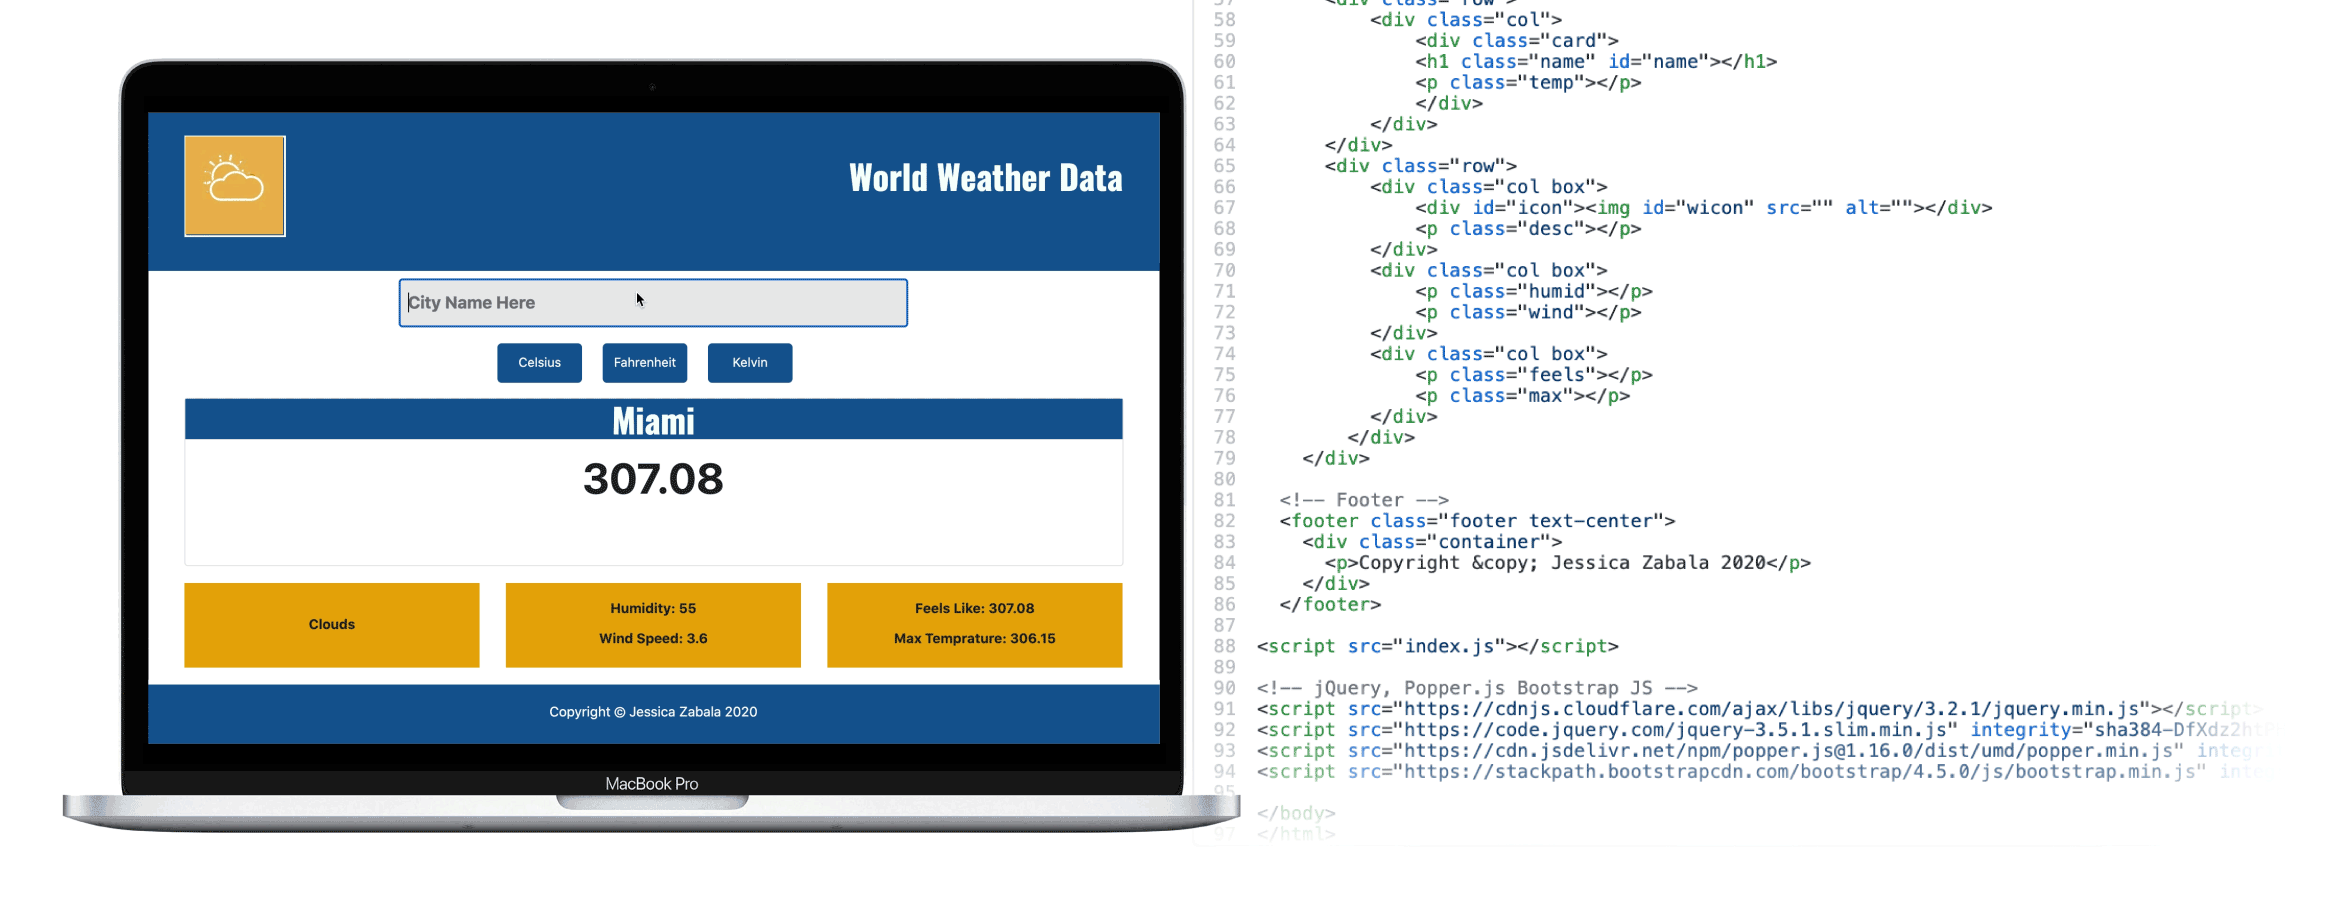 World Weather Data
City Name Here
Celsius Fahrenheit Kelvin
Miami
307.08
Clouds
Humidity: 55
Wind Speed: 3.6
Feels Like: 307.08
Max Temprature: 306.15
Copyright © Jessica Zabala 2020
MacBook Pro
58 <div class="col">
59 <div class="card">
60 <h1 class="name" id="name"></h1>
61 <p class="temp"></p>
62 </div>
63 </div>
64 </div>
65 <div class="row">
66 <div class="col box">
67 <div id="icon"><img id="wicon" src="" alt=""></div>
68 <p class="desc"></p>
69 </div>
70 <div class="col box">
71 <p class="humid"></p>
72 <p class="wind"></p>
73 </div>
74 <div class="col box">
75 <p class="feels"></p>
76 <p class="max"></p>
77 </div>
78 </div>
79 </div>
80
81 <!-- Footer -->
82 <footer class="footer text-center">
83 <div class="container">
84 <p>Copyright &copy; Jessica Zabala 2020</p>
85 </div>
86 </footer>
87
88 <script src="index.js"></script>
89
90 <!-- jQuery, Popper.js Bootstrap JS -->
91 <script src="https://cdnjs.cloudflare.com/ajax/libs/jquery/3.2.1/jquery.min.js"></script>
92 <script src="https://code.jquery.com/jquery-3.5.1.slim.min.js" integrity="sha384-DfXdz2ht
93 <script src="https://cdn.jsdelivr.net/npm/popper.js@1.16.0/dist/umd/popper.min.js" integ
94 <script src="https://stackpath.bootstrapcdn.com/bootstrap/4.5.0/js/bootstrap.min.js" int
95
</body>
97 </html>